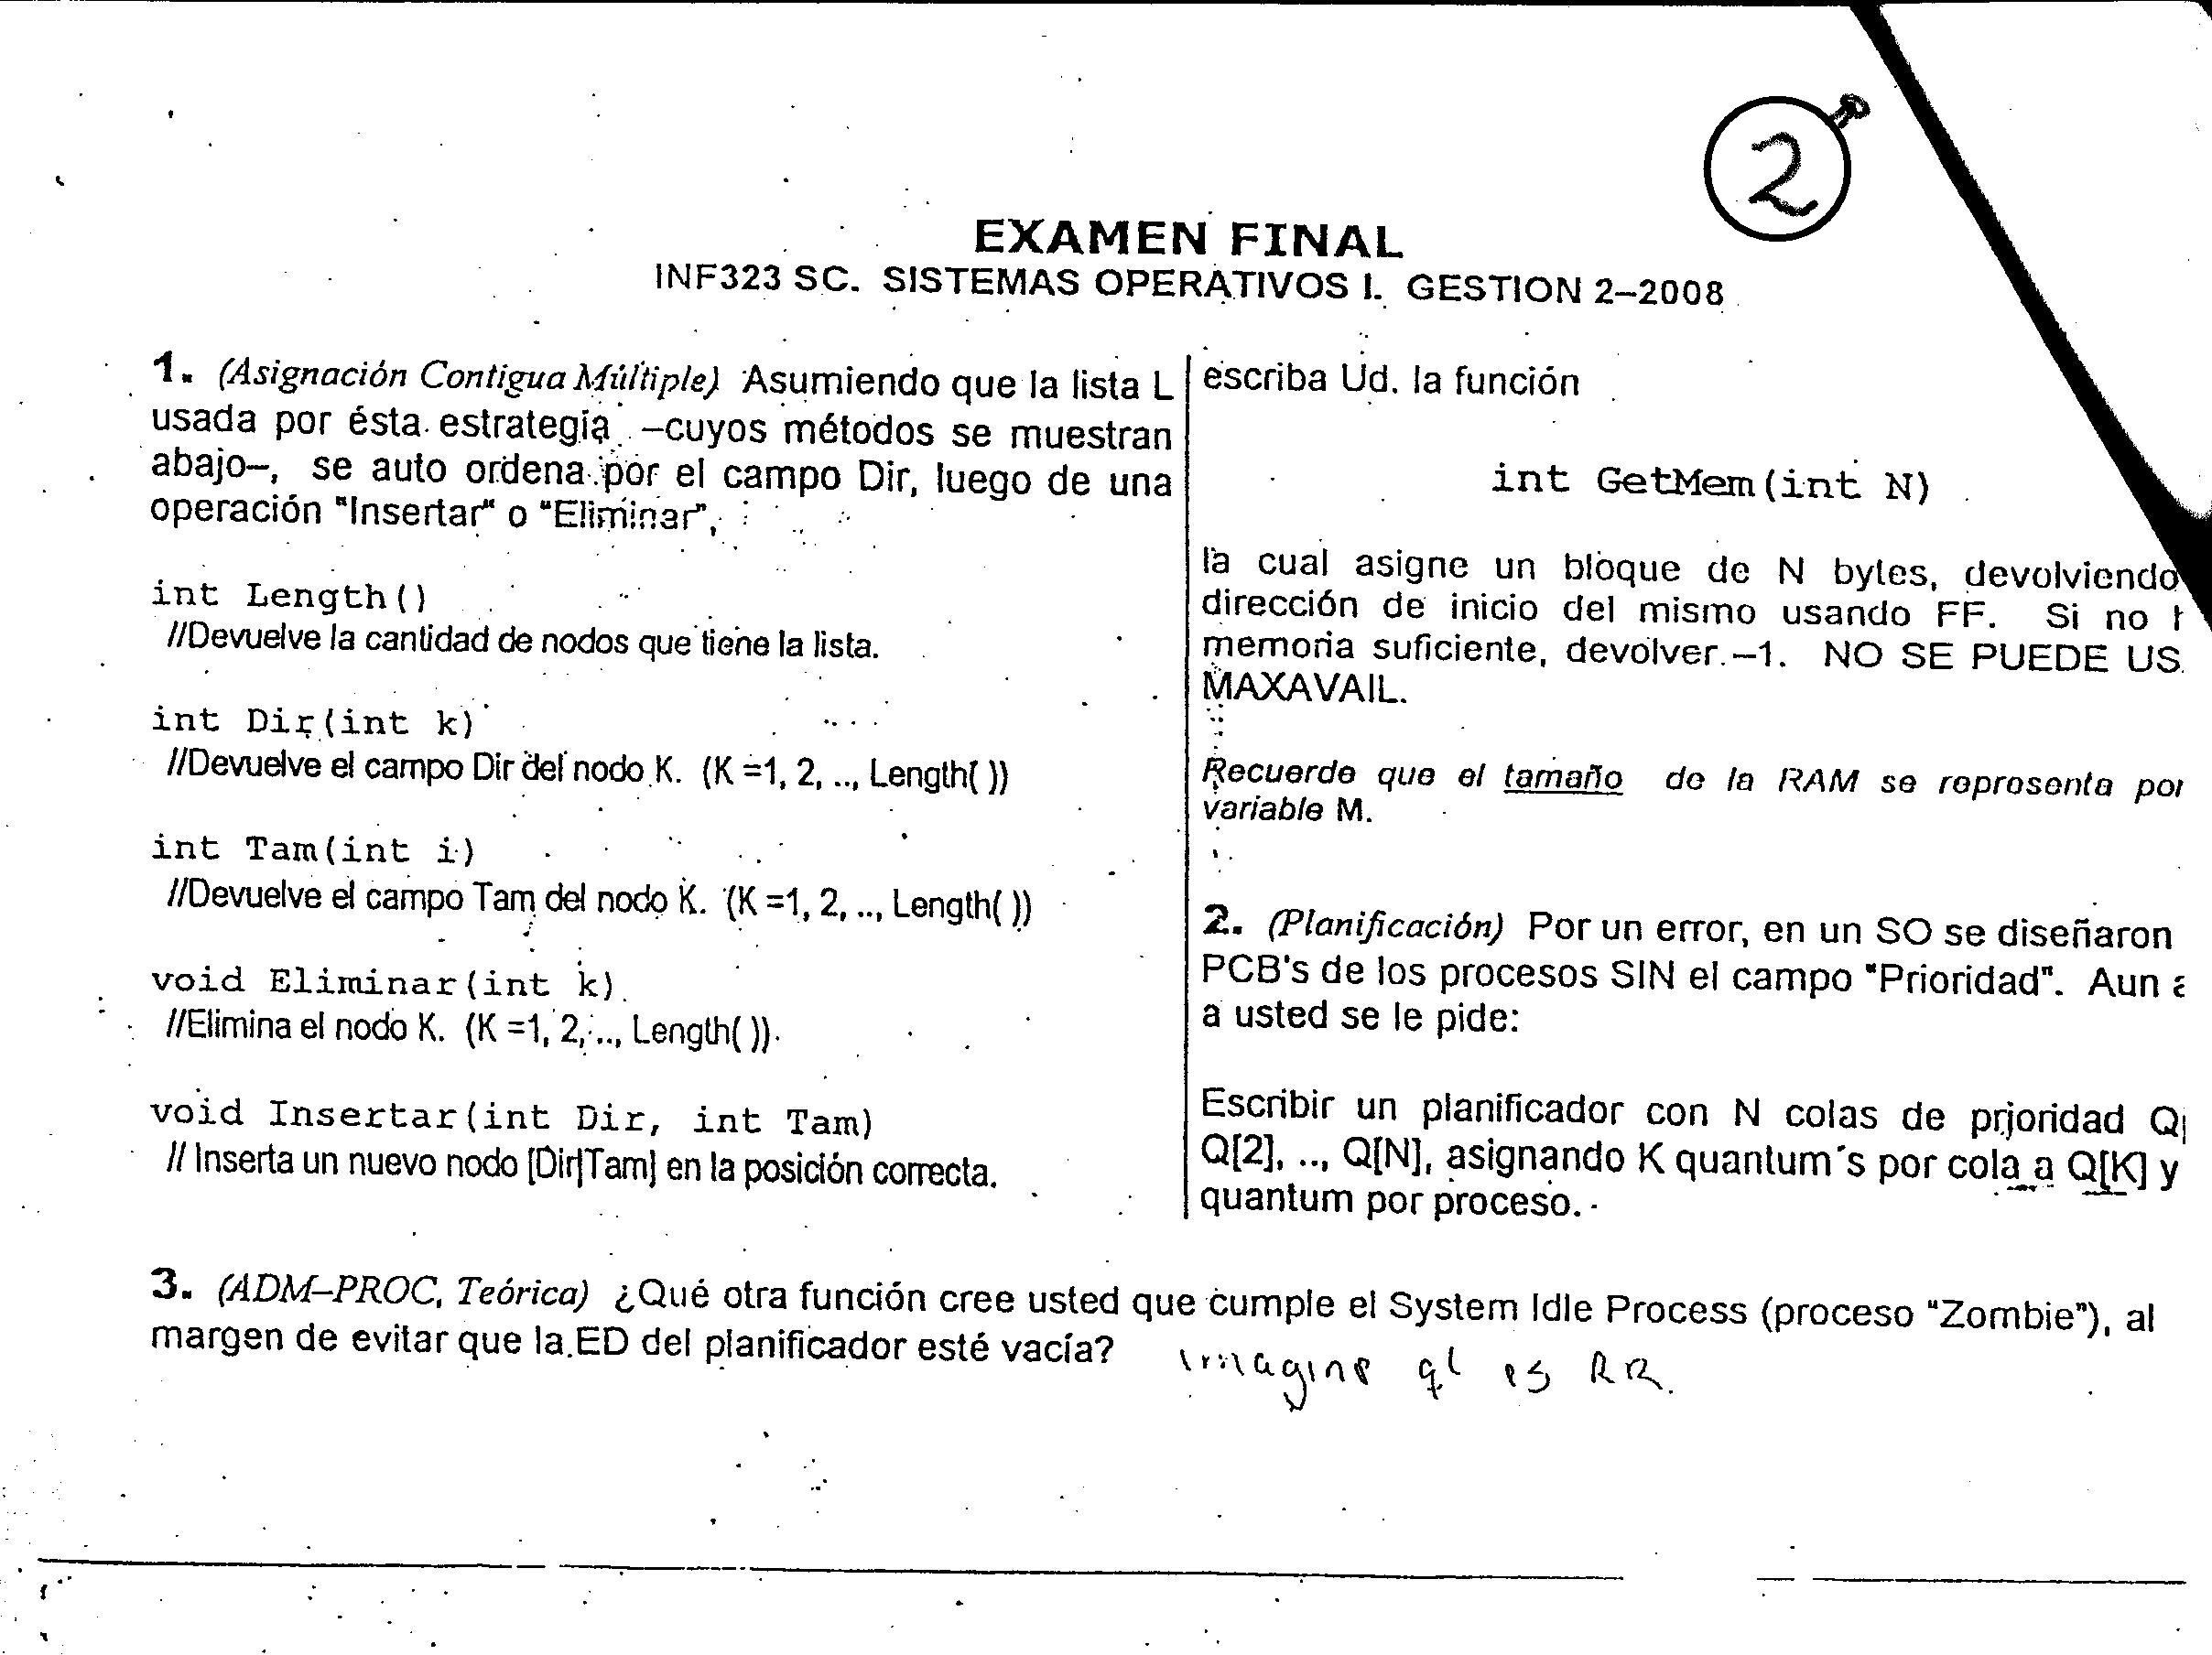 2
EXAMEN FINAL
INF323 SC. SISTEMAS OPERATIVOS I. GESTION 2–2008
1. (Asignación Contigua Múltiple) Asumiendo que la lista L
usada por ésta estrategia –cuyos métodos se muestran
abajo–, se auto ordena por el campo Dir, luego de una
operación "Insertar" o "Eliminar",
int Length()
//Devuelve la cantidad de nodos que tiene la lista.
int Dir(int k)
//Devuelve el campo Dir del nodo K. (K =1, 2, .., Length( ))
int Tam(int i)
//Devuelve el campo Tam del nodo K. (K =1, 2, .., Length( ))
void Eliminar(int k)
//Elimina el nodo K. (K =1, 2, .., Length( )).
void Insertar(int Dir, int Tam)
// Inserta un nuevo nodo [Dir|Tam] en la posición correcta.
escriba Ud. la función
int GetMem(int N)
la cual asigne un bloque de N bytes, devolviendo
dirección de inicio del mismo usando FF. Si no
memoria suficiente, devolver –1. NO SE PUEDE US
MAXAVAIL.
Recuerde que el tamaño de la RAM se representa por
variable M.
2. (Planificación) Por un error, en un SO se diseñaron
PCB's de los procesos SIN el campo "Prioridad". Aun
a usted se le pide:
Escribir un planificador con N colas de prioridad Q
Q[2], .., Q[N], asignando K quantum´s por cola a Q[K] y
quantum por proceso.
3. (ADM–PROC, Teórica) ¿Qué otra función cree usted que cumple el System Idle Process (proceso "Zombie"), al
margen de evitar que la ED del planificador esté vacía? imagine q' es RR.